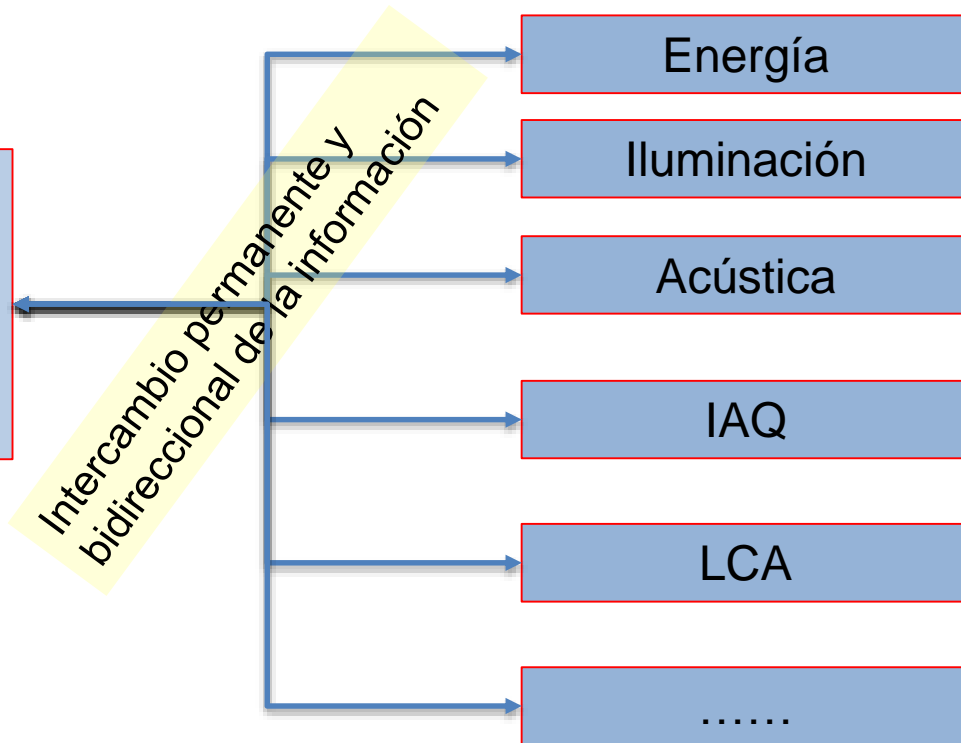 Energía
Iluminación
Intercambio permanente y
bidireccional de la información
Acústica
IAQ
LCA
……